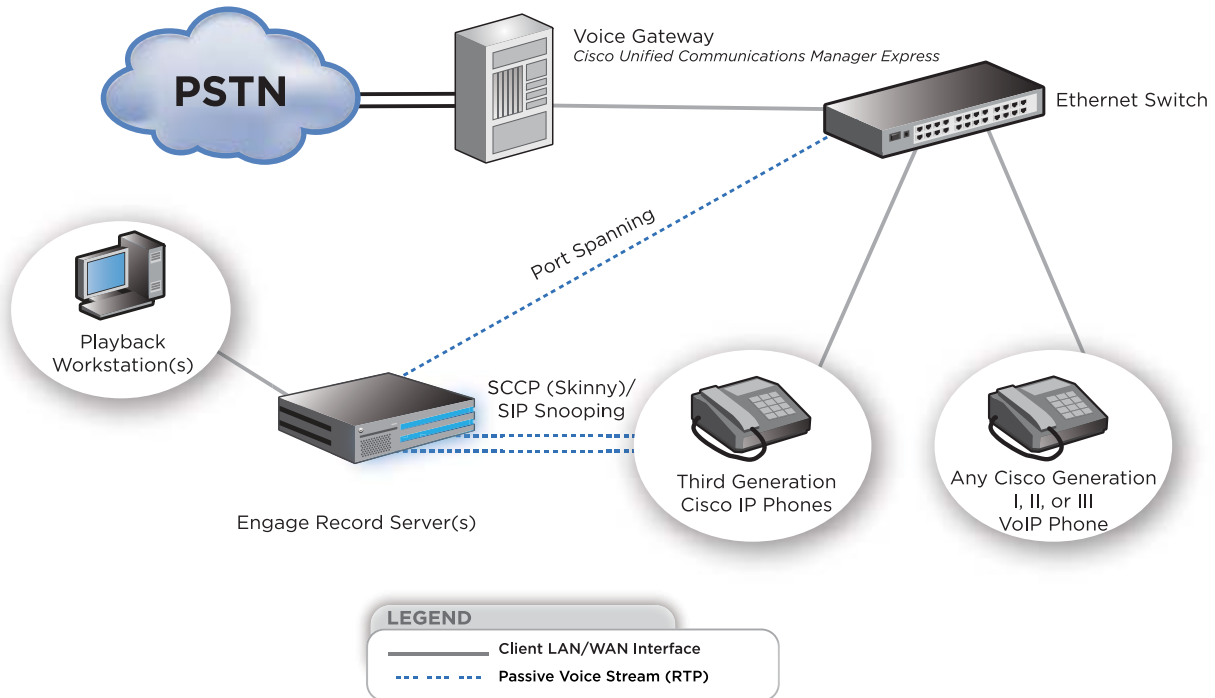 PSTN
Voice Gateway
Cisco Unified Communications Manager Express
Ethernet Switch
Port Spanning
Playback
Workstation(s)
SCCP (Skinny)/
SIP Snooping
Engage Record Server(s)
Third Generation
Cisco IP Phones
Any Cisco Generation
I, II, or III
VoIP Phone
LEGEND
Client LAN/WAN Interface
Passive Voice Stream (RTP)